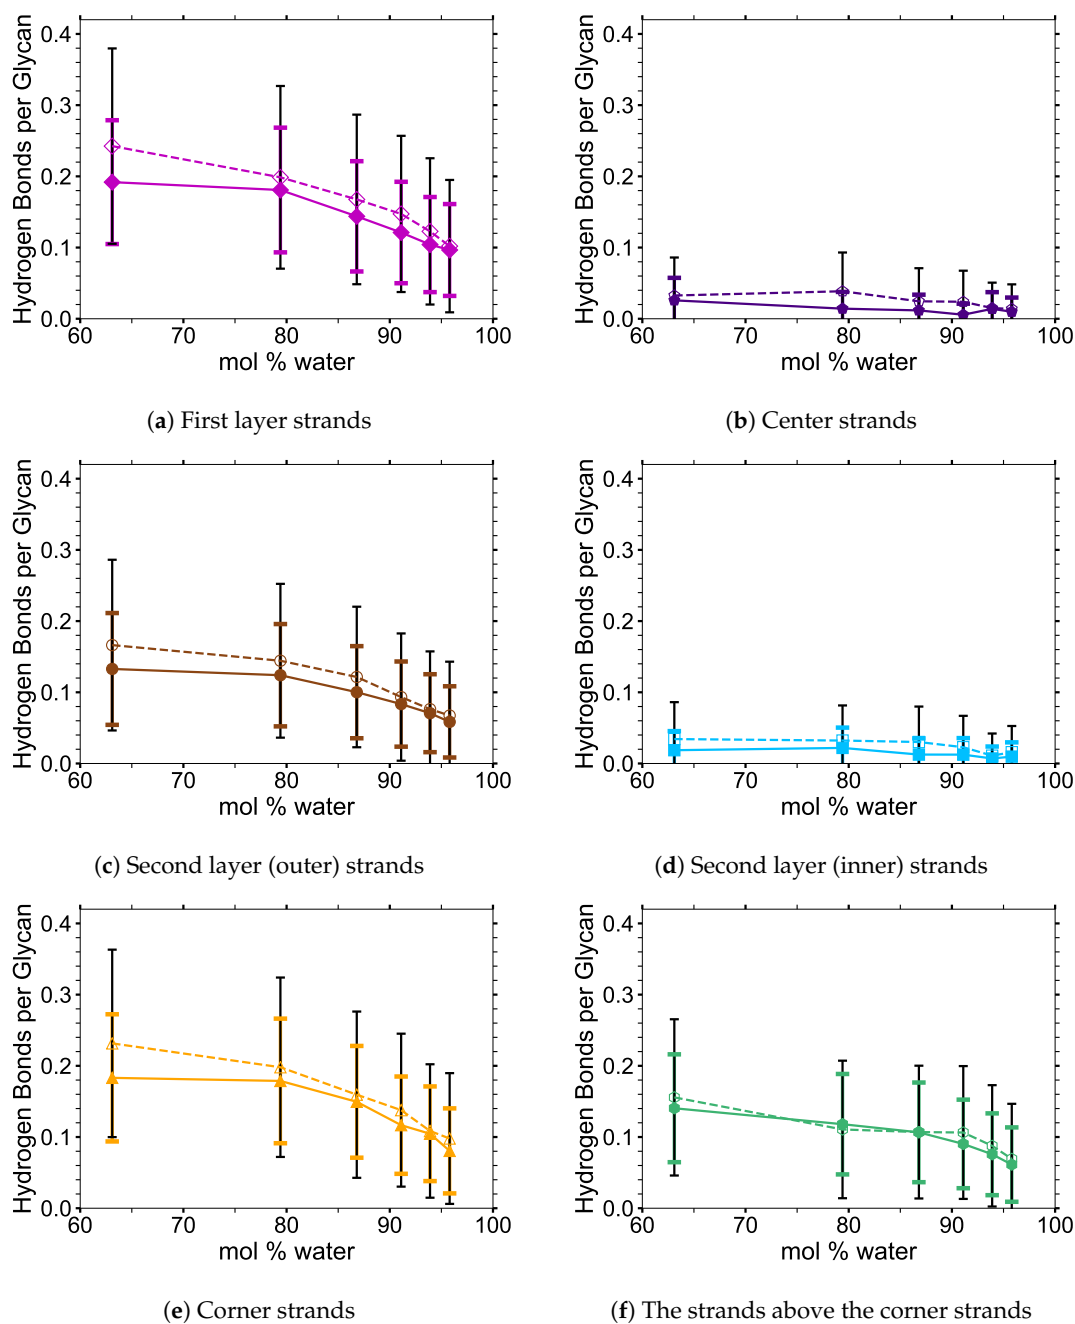 Hydrogen Bonds per Glycan
0.4
0.3
0.2
0.1
0.0
60 70 80 90 100
mol % water
(a) First layer strands
Hydrogen Bonds per Glycan
0.4
0.3
0.2
0.1
0.0
60 70 80 90 100
mol % water
(b) Center strands
Hydrogen Bonds per Glycan
0.4
0.3
0.2
0.1
0.0
60 70 80 90 100
mol % water
(c) Second layer (outer) strands
Hydrogen Bonds per Glycan
0.4
0.3
0.2
0.1
0.0
60 70 80 90 100
mol % water
(d) Second layer (inner) strands
Hydrogen Bonds per Glycan
0.4
0.3
0.2
0.1
0.0
60 70 80 90 100
mol % water
(e) Corner strands
Hydrogen Bonds per Glycan
0.4
0.3
0.2
0.1
0.0
60 70 80 90 100
mol % water
(f) The strands above the corner strands